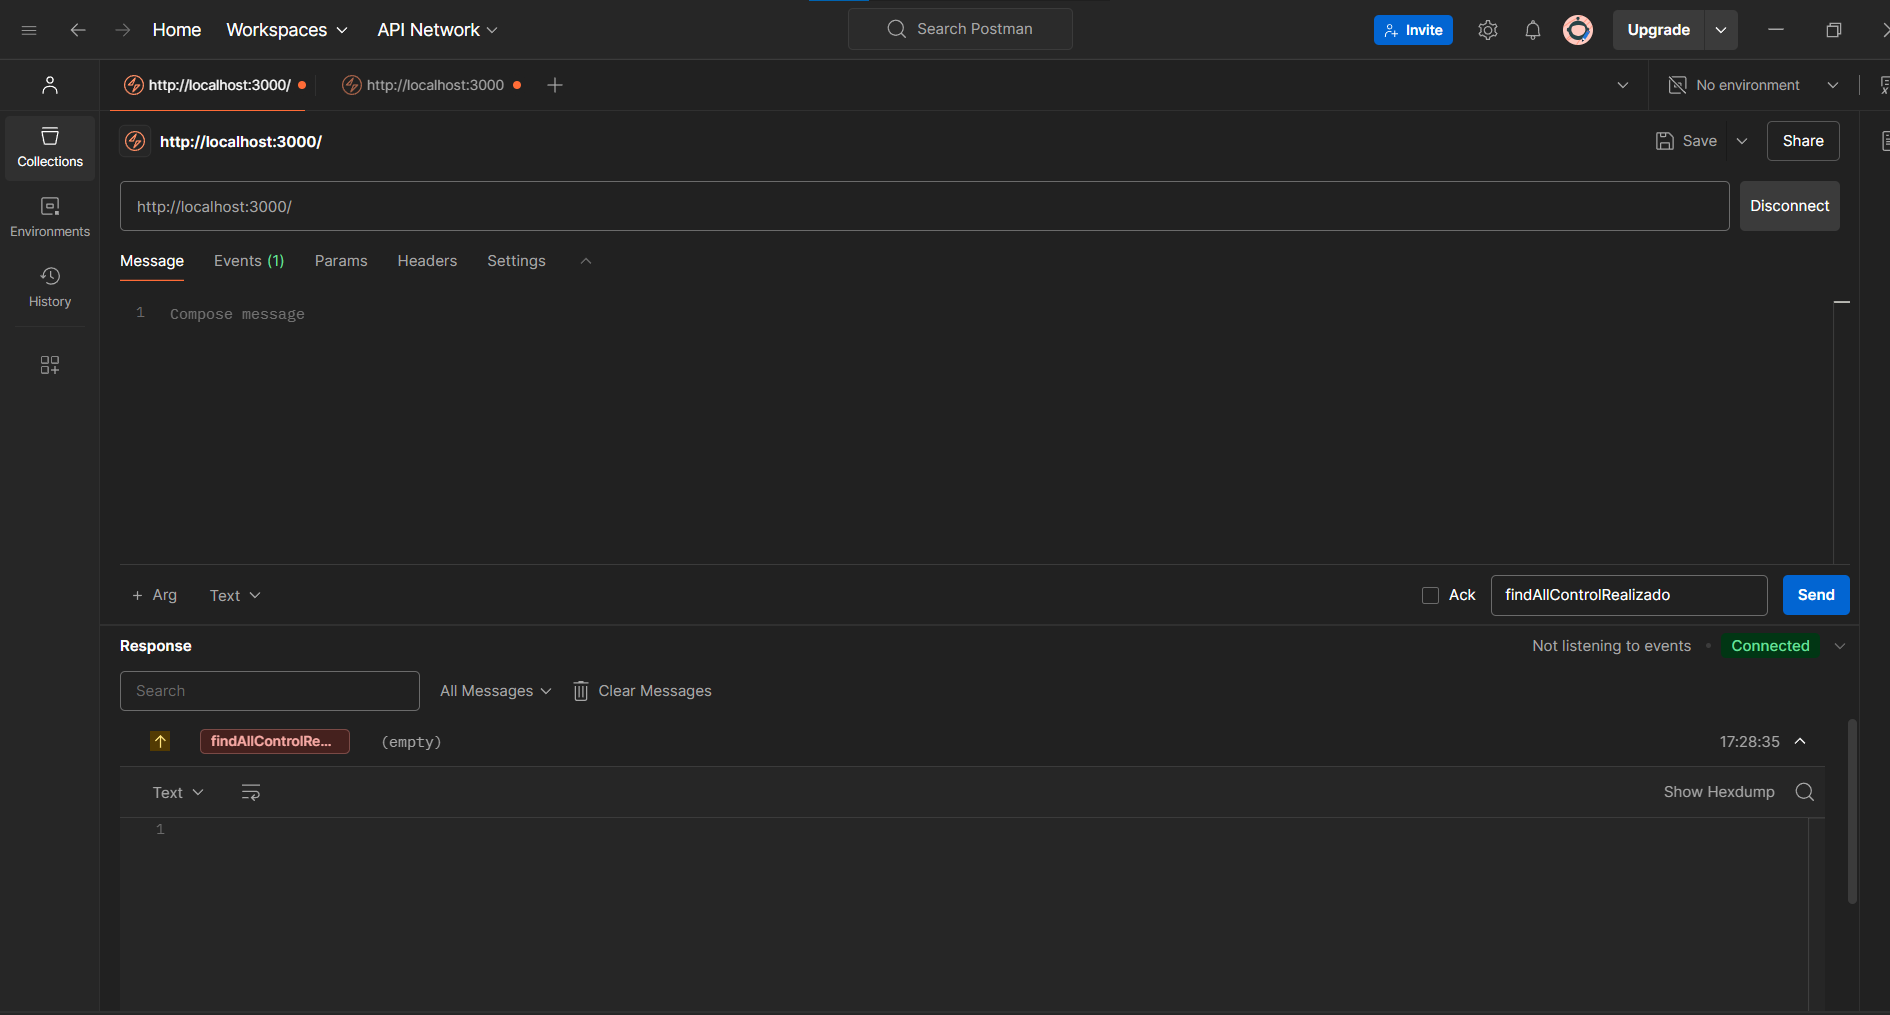 Home Workspaces API Network Search Postman Invite Upgrade
http://localhost:3000/ http://localhost:3000 No environment
http://localhost:3000/ Save Share
Collections
http://localhost:3000/ Disconnect
Environments
Message Events (1) Params Headers Settings
History
1 Compose message
+ Arg Text Ack findAllControlRealizado Send
Response Not listening to events Connected
Search All Messages Clear Messages
findAllControlRe... (empty) 17:28:35
Text Show Hexdump
1